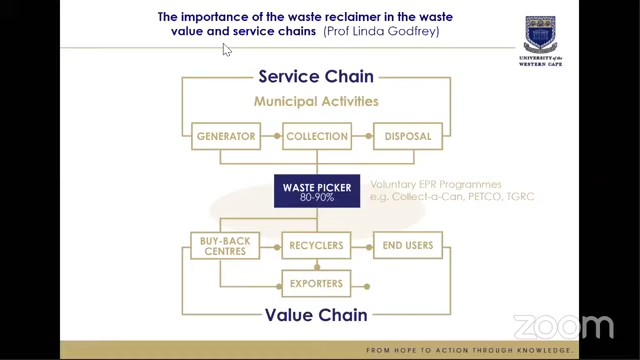 The importance of the waste reclaimer in the waste
value and service chains (Prof Linda Godfrey)
UNIVERSITY of the
WESTERN CAPE
Service Chain
Municipal Activities
GENERATOR
COLLECTION
DISPOSAL
WASTE PICKER
80-90%
Voluntary EPR Programmes
e.g. Collect-a-Can, PETCO, TGRC
BUY-BACK
CENTRES
RECYCLERS
END USERS
EXPORTERS
Value Chain
zoom
FROM HOPE TO ACTION THROUGH KNOWLEDGE.